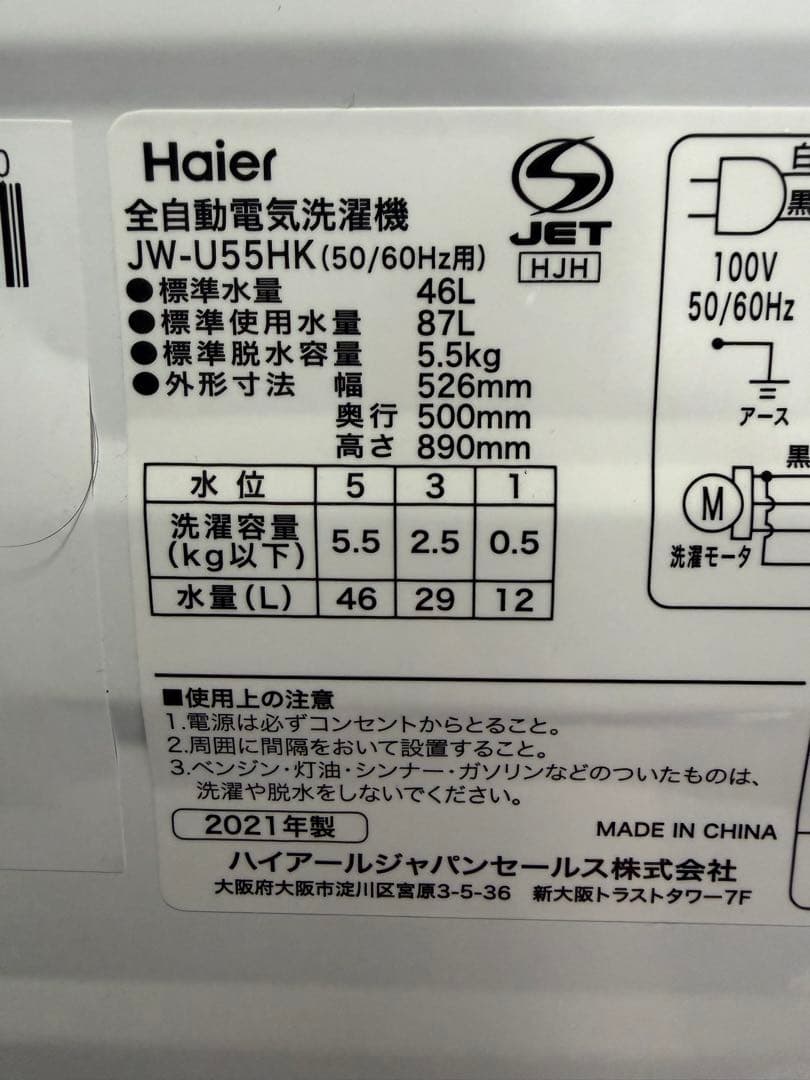 0
Haier
JET
HJH
全自動電気洗濯機
JW-U55HK(50/60Hz用)
●標準水量 46L
●標準使用水量 87L
●標準脱水容量 5.5kg
●外形寸法 幅 526mm
奥行 500mm
高さ 890mm
水位 5 3 1
洗濯容量 (kg以下) 5.5 2.5 0.5
水量(L) 46 29 12
白
黒
100V
50/60Hz
アース
黒
M
洗濯モータ
■使用上の注意
1.電源は必ずコンセントからとること。
2.周囲に間隔をおいて設置すること。
3.ベンジン・灯油・シンナー・ガソリンなどのついたものは、
洗濯や脱水をしないでください。
2021年製
MADE IN CHINA
ハイアールジャパンセールス株式会社
大阪府大阪市淀川区宮原3-5-36 新大阪トラストタワー7F